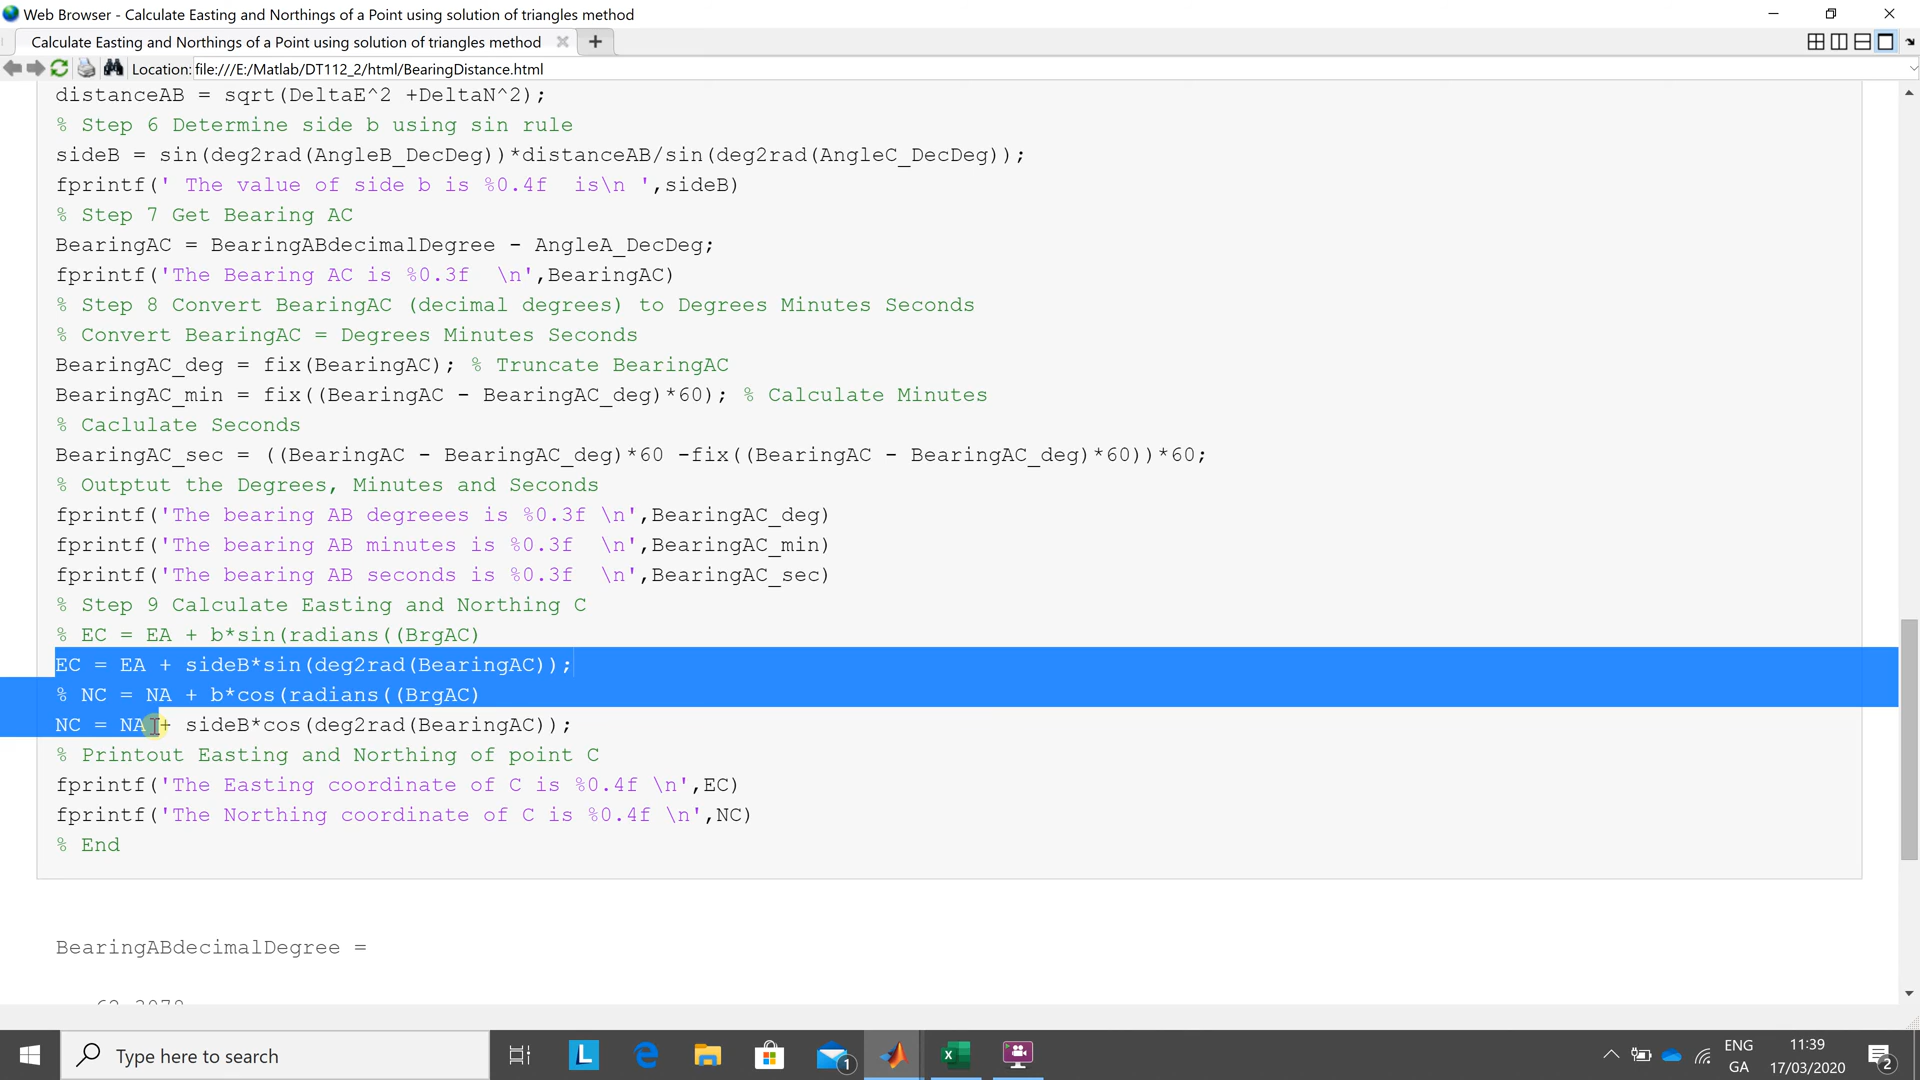 Web Browser - Calculate Easting and Northings of a Point using solution of triangles method
Calculate Easting and Northings of a Point using solution of triangles method
Location: file:///E:/Matlab/DT112_2/html/BearingDistance.html
distanceAB = sqrt(DeltaE^2 +DeltaN^2);
% Step 6 Determine side b using sin rule
sideB = sin(deg2rad(AngleB_DecDeg))*distanceAB/sin(deg2rad(AngleC_DecDeg));
fprintf(' The value of side b is %0.4f  is\n ',sideB)
% Step 7 Get Bearing AC
BearingAC = BearingABdecimalDegree - AngleA_DecDeg;
fprintf('The Bearing AC is %0.3f  \n',BearingAC)
% Step 8 Convert BearingAC (decimal degrees) to Degrees Minutes Seconds
% Convert BearingAC = Degrees Minutes Seconds
BearingAC_deg = fix(BearingAC); % Truncate BearingAC
BearingAC_min = fix((BearingAC - BearingAC_deg)*60); % Calculate Minutes
% Caclulate Seconds
BearingAC_sec = ((BearingAC - BearingAC_deg)*60 -fix((BearingAC - BearingAC_deg)*60))*60;
% Outptut the Degrees, Minutes and Seconds
fprintf('The bearing AB degreees is %0.3f \n',BearingAC_deg)
fprintf('The bearing AB minutes is %0.3f  \n',BearingAC_min)
fprintf('The bearing AB seconds is %0.3f  \n',BearingAC_sec)
% Step 9 Calculate Easting and Northing C
% EC = EA + b*sin(radians((BrgAC)
EC = EA + sideB*sin(deg2rad(BearingAC));
% NC = NA + b*cos(radians((BrgAC)
NC = NA + sideB*cos(deg2rad(BearingAC));
% Printout Easting and Northing of point C
fprintf('The Easting coordinate of C is %0.4f \n',EC)
fprintf('The Northing coordinate of C is %0.4f \n',NC)
% End
BearingABdecimalDegree =
Type here to search
L
1
X
ENG
GA
11:39
17/03/2020
2